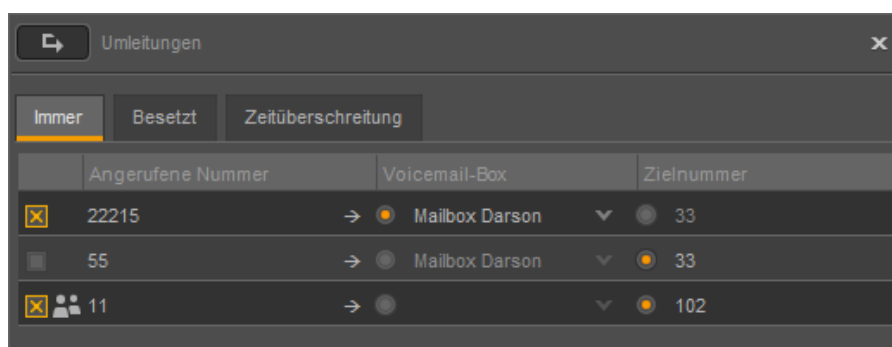 Umleitungen
Immer Besetzt Zeitüberschreitung
Angerufene Nummer Voicemail-Box Zielnummer
22215 → Mailbox Darson 33
55 → Mailbox Darson 33
11 → 102